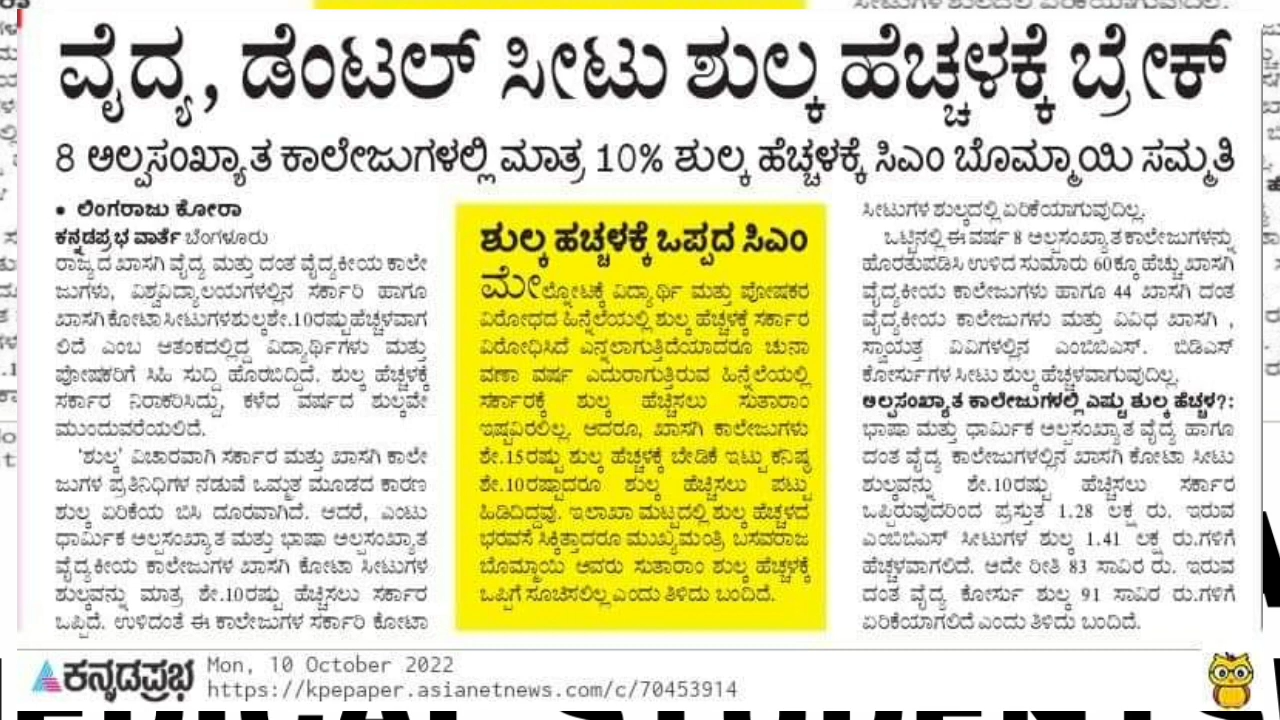 ವೈದ್ಯ, ಡೆಂಟಲ್ ಸೀಟು ಶುಲ್ಕ ಹೆಚ್ಚಳಕ್ಕೆ ಬ್ರೇಕ್
8 ಅಲ್ಪಸಂಖ್ಯಾತ ಕಾಲೇಜುಗಳಲ್ಲಿ ಮಾತ್ರ 10% ಶುಲ್ಕ ಹೆಚ್ಚಳಕ್ಕೆ ಸಿಎಂ ಬೊಮ್ಮಾಯಿ ಸಮ್ಮತಿ
• ಲಿಂಗರಾಜು ಕೋರಾ
ಕನ್ನಡಪ್ರಭ ವಾರ್ತೆ ಬೆಂಗಳೂರು
ರಾಜ್ಯದ ಖಾಸಗಿ ವೈದ್ಯ ಮತ್ತು ದಂತ ವೈದ್ಯಕೀಯ ಕಾಲೇ
ಜುಗಳು, ವಿಶ್ವವಿದ್ಯಾಲಯಗಳಲ್ಲಿನ ಸರ್ಕಾರಿ ಹಾಗೂ
ಖಾಸಗಿ ಕೋಟಾ ಸೀಟುಗಳ ಶುಲ್ಕ ಶೇ.10ರಷ್ಟು ಹೆಚ್ಚಳವಾಗ
ಲಿದೆ ಎಂಬ ಆತಂಕದಲ್ಲಿದ್ದ ವಿದ್ಯಾರ್ಥಿಗಳು ಮತ್ತು
ಪೋಷಕರಿಗೆ ಸಿಹಿ ಸುದ್ದಿ ಹೊರಬಿದ್ದಿದೆ. ಶುಲ್ಕ ಹೆಚ್ಚಳಕ್ಕೆ
ಸರ್ಕಾರ ನಿರಾಕರಿಸಿದ್ದು, ಕಳೆದ ವರ್ಷದ ಶುಲ್ಕವೇ
ಮುಂದುವರೆಯಲಿದೆ.
'ಶುಲ್ಕ' ವಿಚಾರವಾಗಿ ಸರ್ಕಾರ ಮತ್ತು ಖಾಸಗಿ ಕಾಲೇ
ಜುಗಳ ಪ್ರತಿನಿಧಿಗಳ ನಡುವೆ ಒಮ್ಮತ ಮೂಡದ ಕಾರಣ
ಶುಲ್ಕ ಏರಿಕೆಯ ಬಿಸಿ ದೂರವಾಗಿದೆ. ಆದರೆ, ಎಂಟು
ಧಾರ್ಮಿಕ ಅಲ್ಪಸಂಖ್ಯಾತ ಮತ್ತು ಭಾಷಾ ಅಲ್ಪಸಂಖ್ಯಾತ
ವೈದ್ಯಕೀಯ ಕಾಲೇಜುಗಳ ಖಾಸಗಿ ಕೋಟಾ ಸೀಟುಗಳ
ಶುಲ್ಕವನ್ನು ಮಾತ್ರ ಶೇ.10ರಷ್ಟು ಹೆಚ್ಚಿಸಲು ಸರ್ಕಾರ
ಒಪ್ಪಿದೆ. ಉಳಿದಂತೆ ಈ ಕಾಲೇಜುಗಳ ಸರ್ಕಾರಿ ಕೋಟಾ
ಶುಲ್ಕ ಹಚ್ಚಳಕ್ಕೆ ಒಪ್ಪದ ಸಿಎಂ
ಮೇಲ್ನೋಟಕ್ಕೆ ವಿದ್ಯಾರ್ಥಿ ಮತ್ತು ಪೋಷಕರ
ವಿರೋಧದ ಹಿನ್ನೆಲೆಯಲ್ಲಿ ಶುಲ್ಕ ಹೆಚ್ಚಳಕ್ಕೆ ಸರ್ಕಾರ
ವಿರೋಧಿಸಿದೆ ಎನ್ನಲಾಗುತ್ತಿದೆಯಾದರೂ ಚುನಾ
ವಣಾ ವರ್ಷ ಎದುರಾಗುತ್ತಿರುವ ಹಿನ್ನೆಲೆಯಲ್ಲಿ
ಸರ್ಕಾರಕ್ಕೆ ಶುಲ್ಕ ಹೆಚ್ಚಿಸಲು ಸುತಾರಾಂ
ಇಷ್ಟವಿರಲಿಲ್ಲ. ಆದರೂ, ಖಾಸಗಿ ಕಾಲೇಜುಗಳು
ಶೇ.15ರಷ್ಟು ಶುಲ್ಕ ಹೆಚ್ಚಳಕ್ಕೆ ಬೇಡಿಕೆ ಇಟ್ಟು ಕನಿಷ್ಠ
ಶೇ.10ರಷ್ಟಾದರೂ ಶುಲ್ಕ ಹೆಚ್ಚಿಸಲು ಪಟ್ಟು
ಹಿಡಿದಿದ್ದವು. ಇಲಾಖಾ ಮಟ್ಟದಲ್ಲಿ ಶುಲ್ಕ ಹೆಚ್ಚಳದ
ಭರವಸೆ ಸಿಕ್ಕಿತ್ತಾದರೂ ಮುಖ್ಯಮಂತ್ರಿ ಬಸವರಾಜ
ಬೊಮ್ಮಾಯಿ ಅವರು ಸುತಾರಾಂ ಶುಲ್ಕ ಹೆಚ್ಚಳಕ್ಕೆ
ಒಪ್ಪಿಗೆ ಸೂಚಿಸಲಿಲ್ಲ ಎಂದು ತಿಳಿದು ಬಂದಿದೆ.
ಸೀಟುಗಳ ಶುಲ್ಕದಲ್ಲಿ ಏರಿಕೆಯಾಗುವುದಿಲ್ಲ.
ಒಟ್ಟಿನಲ್ಲಿ ಈ ವರ್ಷ 8 ಅಲ್ಪಸಂಖ್ಯಾತ ಕಾಲೇಜುಗಳನ್ನು
ಹೊರತುಪಡಿಸಿ ಉಳಿದ ಸುಮಾರು 60ಕ್ಕೂ ಹೆಚ್ಚು ಖಾಸಗಿ
ವೈದ್ಯಕೀಯ ಕಾಲೇಜುಗಳು ಹಾಗೂ 44 ಖಾಸಗಿ ದಂತ
ವೈದ್ಯಕೀಯ ಕಾಲೇಜುಗಳು ಮತ್ತು ವಿವಿಧ ಖಾಸಗಿ ,
ಸ್ವಾಯತ್ತ ವಿವಿಗಳಲ್ಲಿನ ಎಂಬಿಬಿಎಸ್. ಬಿಡಿಎಸ್
ಕೋರ್ಸುಗಳ ಸೀಟು ಶುಲ್ಕ ಹೆಚ್ಚಳವಾಗುವುದಿಲ್ಲ.
ಅಲ್ಪಸಂಖ್ಯಾತ ಕಾಲೇಜುಗಳಲ್ಲಿ ಎಷ್ಟು ಶುಲ್ಕ ಹೆಚ್ಚಳ?:
ಭಾಷಾ ಮತ್ತು ಧಾರ್ಮಿಕ ಅಲ್ಪಸಂಖ್ಯಾತ ವೈದ್ಯ ಹಾಗೂ
ದಂತ ವೈದ್ಯ ಕಾಲೇಜುಗಳಲ್ಲಿನ ಖಾಸಗಿ ಕೋಟಾ ಸೀಟು
ಶುಲ್ಕವನ್ನು ಶೇ.10ರಷ್ಟು ಹೆಚ್ಚಿಸಲು ಸರ್ಕಾರ
ಒಪ್ಪಿರುವುದರಿಂದ ಪ್ರಸ್ತುತ 1.28 ಲಕ್ಷ ರು. ಇರುವ
ಎಂಬಿಬಿಎಸ್ ಸೀಟುಗಳ ಶುಲ್ಕ 1.41 ಲಕ್ಷ ರು.ಗಳಿಗೆ
ಹೆಚ್ಚಳವಾಗಲಿದೆ. ಅದೇ ರೀತಿ 83 ಸಾವಿರ ರು. ಇರುವ
ದಂತ ವೈದ್ಯ ಕೋರ್ಸು ಶುಲ್ಕ 91 ಸಾವಿರ ರು.ಗಳಿಗೆ
ಏರಿಕೆಯಾಗಲಿದೆ ಎಂದು ತಿಳಿದು ಬಂದಿದೆ.
ಕನ್ನಡಪ್ರಭ
Mon, 10 October 2022
https://kpepaper.asianetnews.com/c/70453914